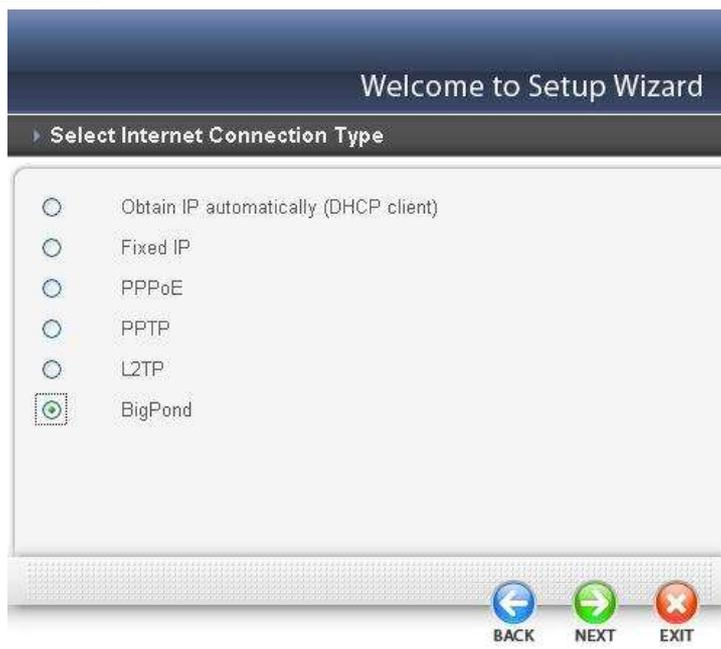 Welcome to Setup Wizard
Select Internet Connection Type
Obtain IP automatically (DHCP client)
Fixed IP
PPPoE
PPTP
L2TP
BigPond
BACK NEXT EXIT